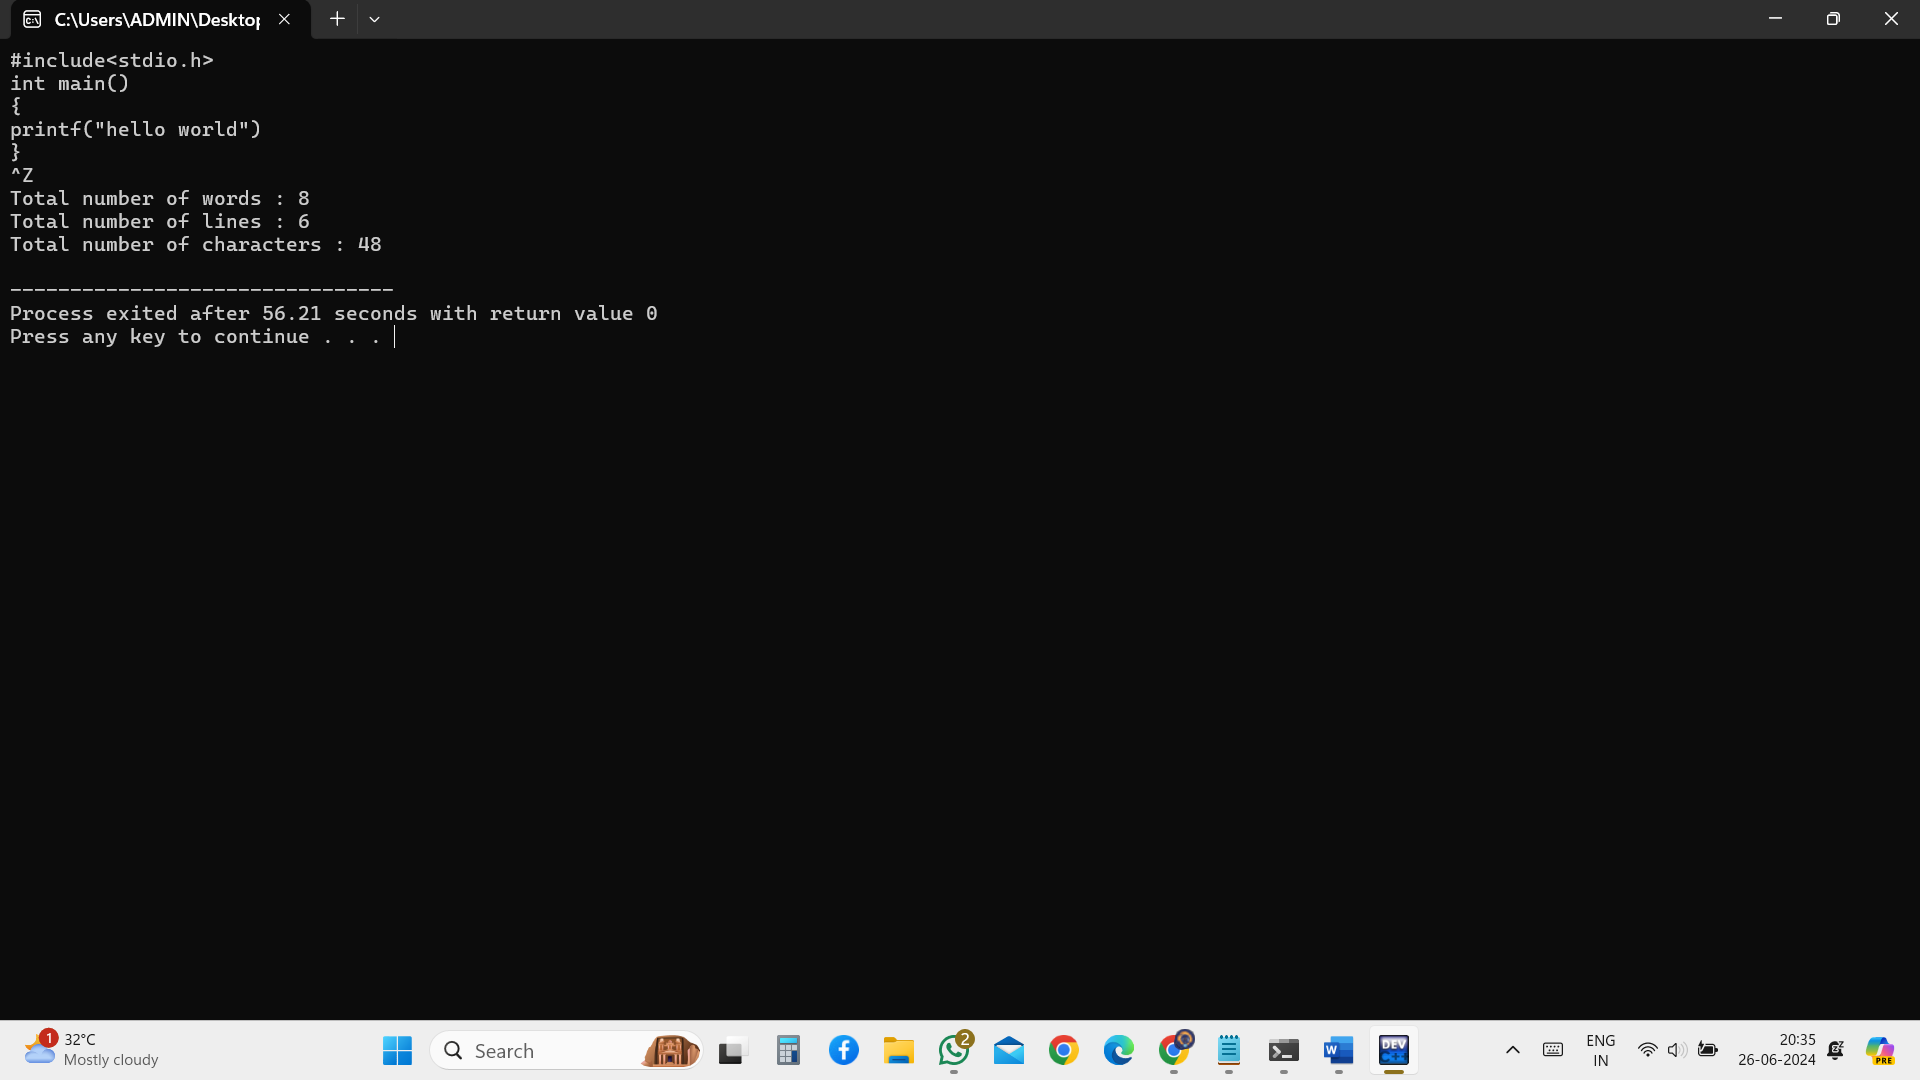 C:\Users\ADMIN\Desktop
#include<stdio.h>
int main()
{
printf("hello world")
}
^Z
Total number of words : 8
Total number of lines : 6
Total number of characters : 48
--------------------------------
Process exited after 56.21 seconds with return value 0
Press any key to continue . . .
1
32°C
Mostly cloudy
Search
2
W
DEV
C++
ENG
IN
20:35
26-06-2024
PRE